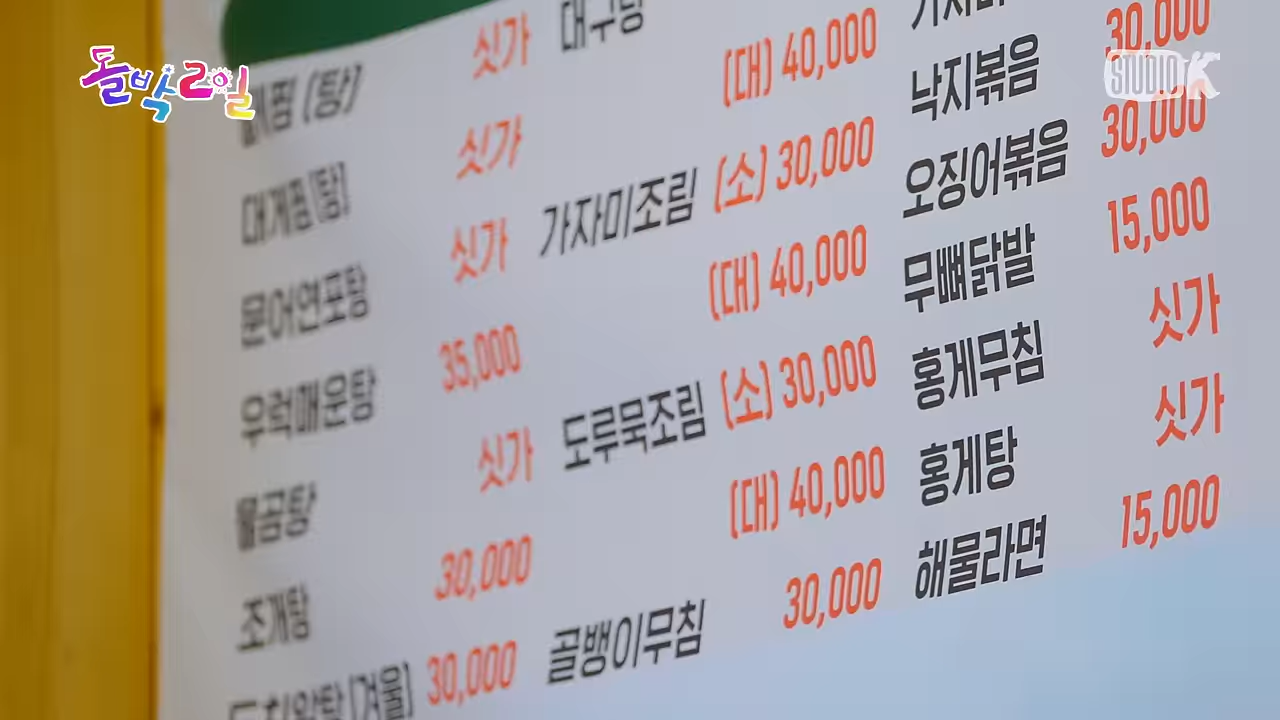 돌박2일
STUDIO K
찜 (탕) 싯가
대게찜(탕) 싯가
문어연포탕 싯가
우럭매운탕 35,000
물곰탕 싯가
조개탕 30,000
(겨울) 30,000
대구탕
(대) 40,000
가자미조림 (소) 30,000
(대) 40,000
도루묵조림 (소) 30,000
(대) 40,000
골뱅이무침 30,000
낙지볶음 30,000
오징어볶음 30,000
무뼈닭발 15,000
홍게무침 싯가
홍게탕 싯가
해물라면 15,000